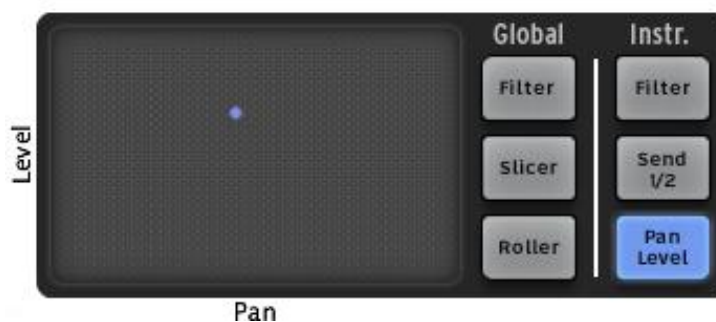 Global
Instr.
Filter
Filter
Level
Slicer
Send
1/2
Roller
Pan
Level
Pan